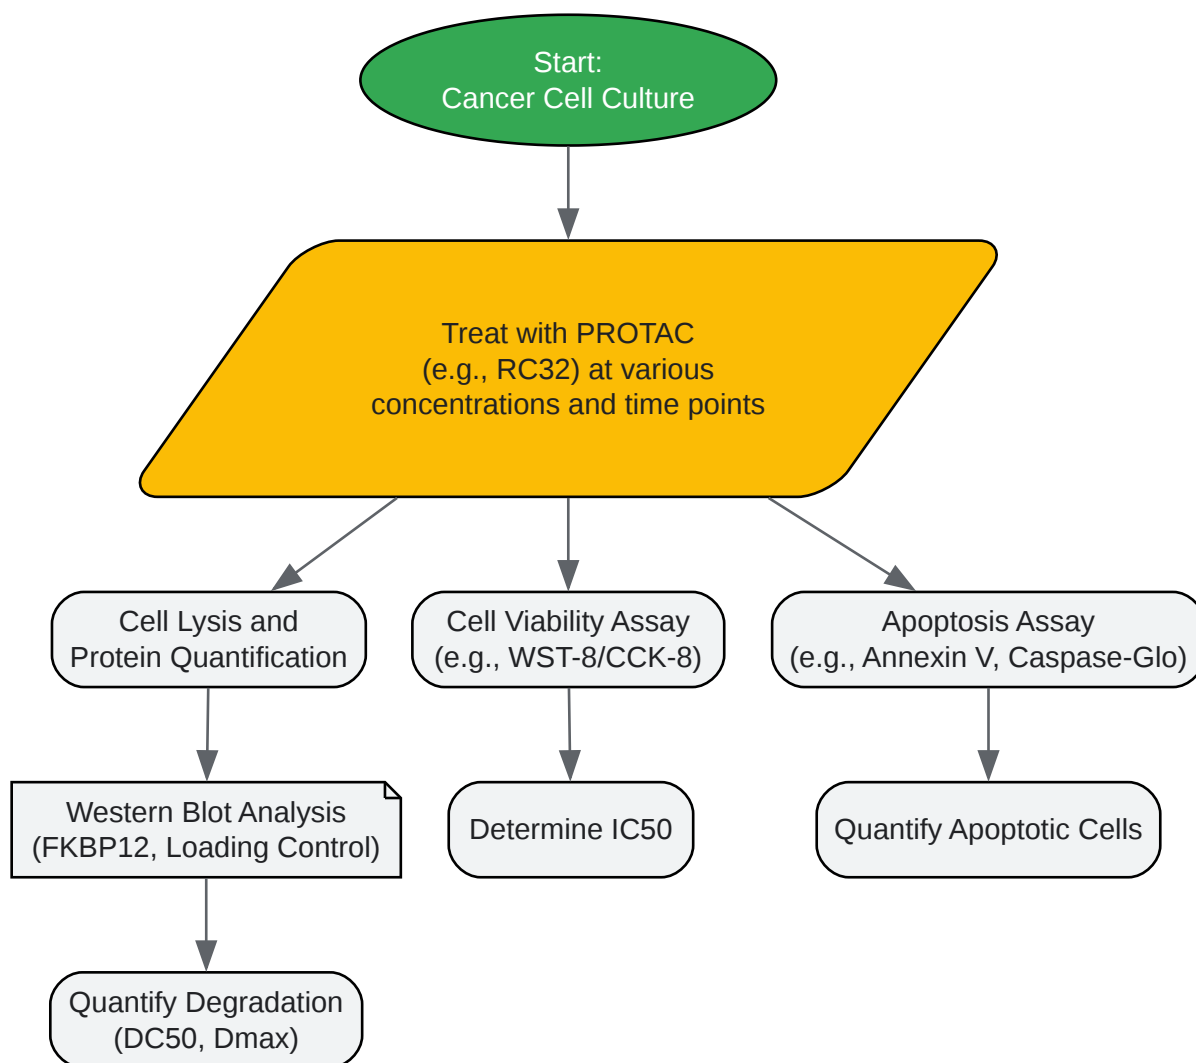 Start:
Cancer Cell Culture
Treat with PROTAC
(e.g., RC32) at various
concentrations and time points
Cell Lysis and
Protein Quantification
Cell Viability Assay
(e.g., WST-8/CCK-8)
Apoptosis Assay
(e.g., Annexin V, Caspase-Glo)
Western Blot Analysis
(FKBP12, Loading Control)
Determine IC50
Quantify Apoptotic Cells
Quantify Degradation
(DC50, Dmax)